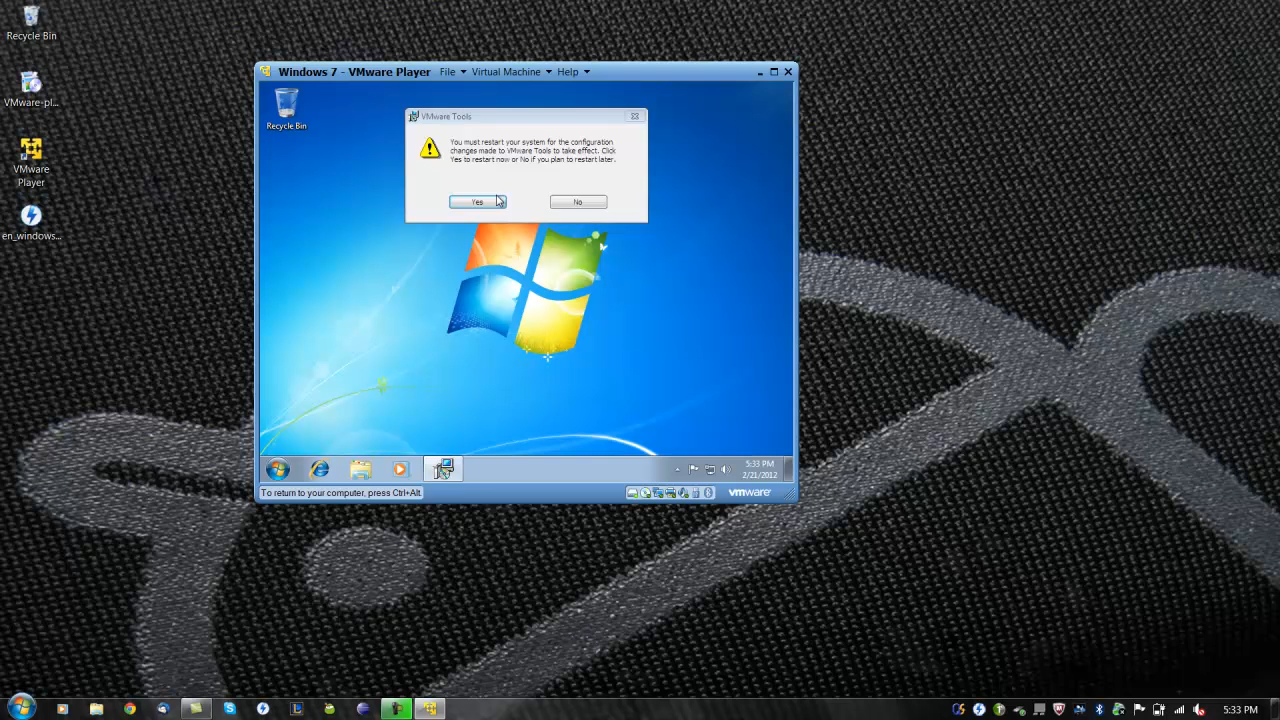 Recycle Bin
VMware-pl...
VMware
Player
en_windows...
Windows 7 - VMware Player File Virtual Machine Help
Recycle Bin
VMware Tools
You must restart your system for the configuration
changes made to VMware Tools to take effect. Click
Yes to restart now or No if you plan to restart later.
Yes No
5:33 PM
2/21/2012
To return to your computer, press Ctrl+Alt.
vmware
5:33 PM